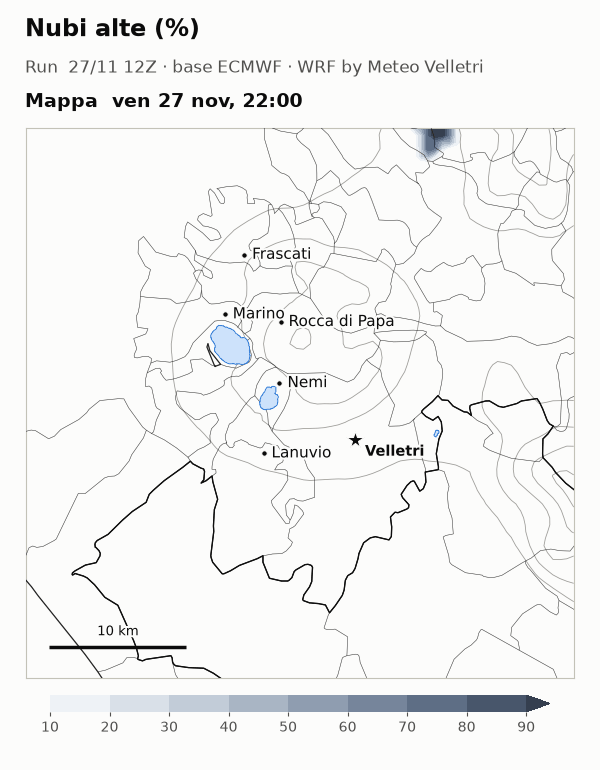 Nubi alte (%)
Run  27/11 12Z · base ECMWF · WRF by Meteo Velletri
Mappa  ven 27 nov, 22:00
Frascati
Marino
Rocca di Papa
Nemi
Velletri
Lanuvio
10 km
10 20 30 40 50 60 70 80 90